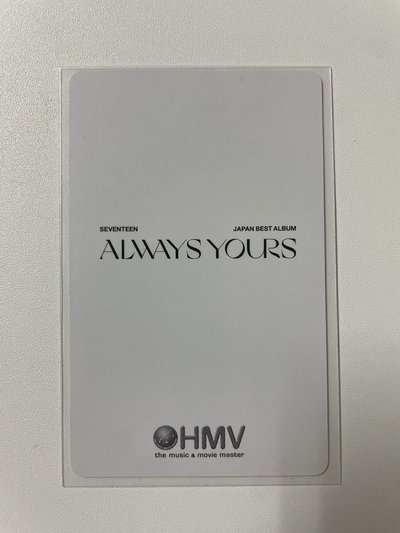 SEVENTEEN JAPAN BEST ALBUM
ALWAYS YOURS
HMV
the music & movie master